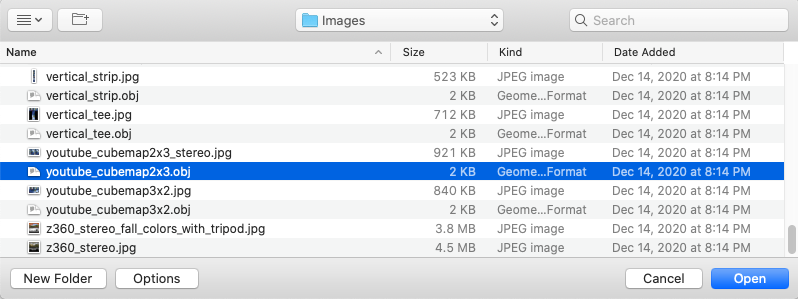 Images
Search
Name Size Kind Date Added
vertical_strip.jpg 523 KB JPEG image Dec 14, 2020 at 8:14 PM
vertical_strip.obj 2 KB Geome...Format Dec 14, 2020 at 8:14 PM
vertical_tee.jpg 712 KB JPEG image Dec 14, 2020 at 8:14 PM
vertical_tee.obj 2 KB Geome...Format Dec 14, 2020 at 8:14 PM
youtube_cubemap2x3_stereo.jpg 921 KB JPEG image Dec 14, 2020 at 8:14 PM
youtube_cubemap2x3.obj 2 KB Geome...Format Dec 14, 2020 at 8:14 PM
youtube_cubemap3x2.jpg 840 KB JPEG image Dec 14, 2020 at 8:14 PM
youtube_cubemap3x2.obj 2 KB Geome...Format Dec 14, 2020 at 8:14 PM
z360_stereo_fall_colors_with_tripod.jpg 3.8 MB JPEG image Dec 14, 2020 at 8:14 PM
z360_stereo.jpg 4.5 MB JPEG image Dec 14, 2020 at 8:14 PM
New Folder Options Cancel Open